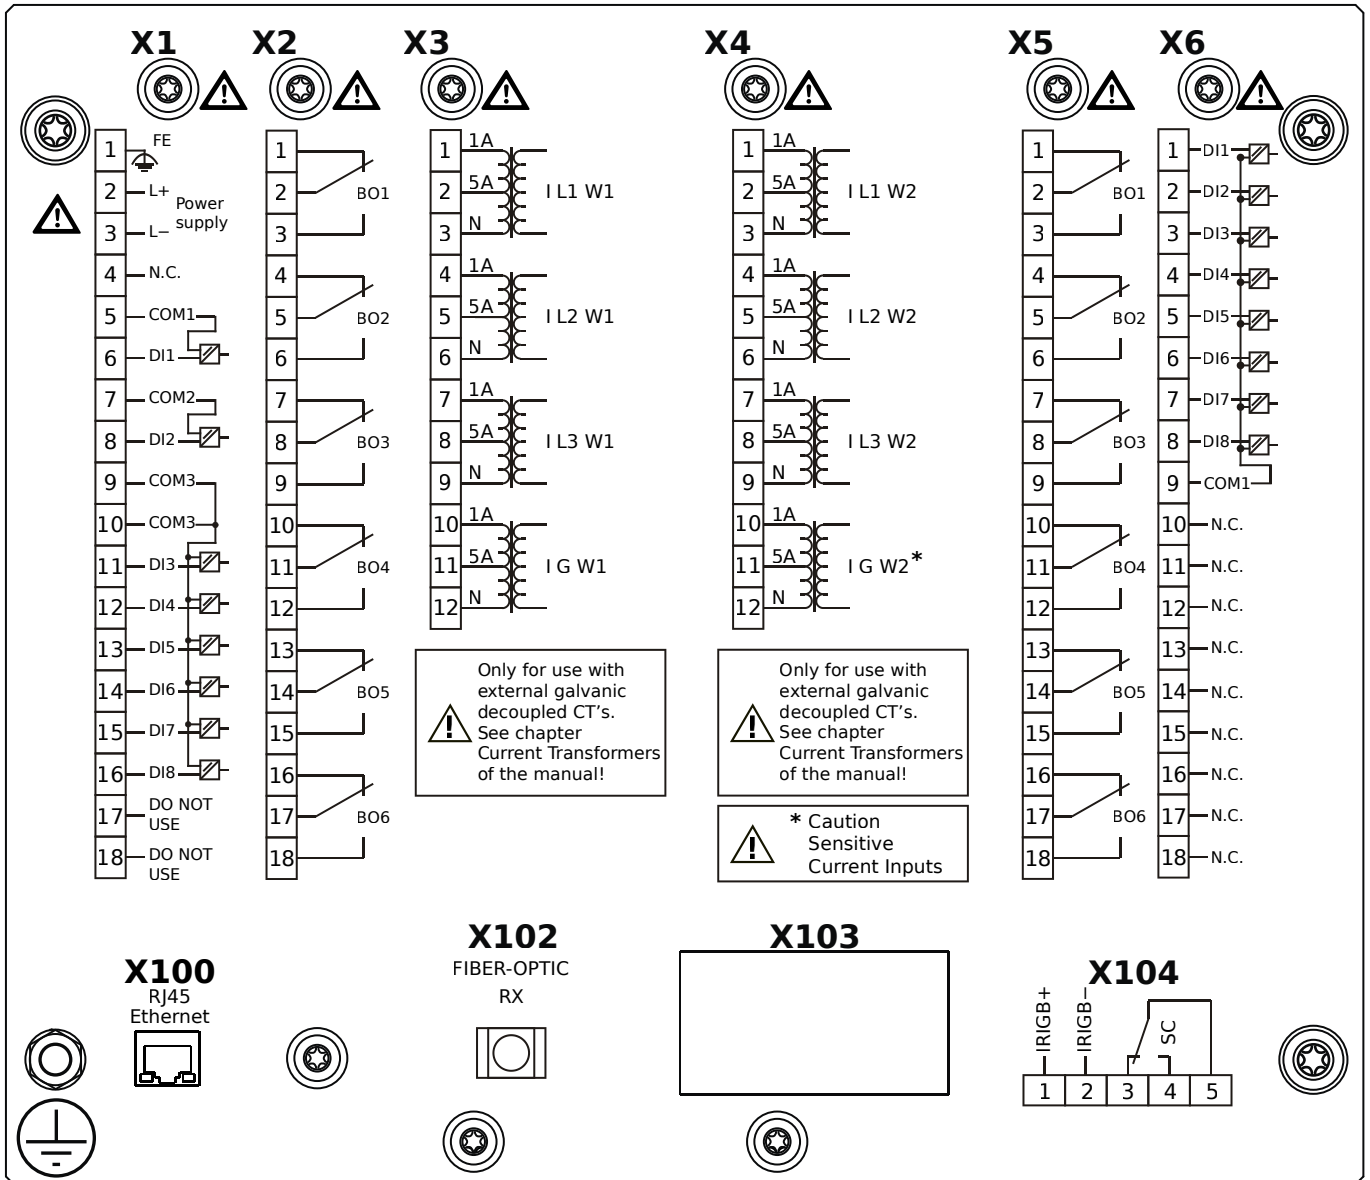 X1
X2
X3
X4
X5
X6
1 FE
2 L+ Power
supply
3 L−
4 N.C.
5 COM1
6 DI1
7 COM2
8 DI2
9 COM3
10 COM3
11 DI3
12 DI4
13 DI5
14 DI6
15 DI7
16 DI8
17 DO NOT
USE
18 DO NOT
USE
1
2 BO1
3
4
5 BO2
6
7
8 BO3
9
10
11 BO4
12
13
14 BO5
15
16
17 BO6
18
1 1A
2 5A I L1 W1
3 N
4 1A
5 5A I L2 W1
6 N
7 1A
8 5A I L3 W1
9 N
10 1A
11 5A I G W1
12 N
Only for use with
external galvanic
decoupled CT's.
See chapter
Current Transformers
of the manual!
1 1A
2 5A I L1 W2
3 N
4 1A
5 5A I L2 W2
6 N
7 1A
8 5A I L3 W2
9 N
10 1A
11 5A I G W2*
12 N
Only for use with
external galvanic
decoupled CT's.
See chapter
Current Transformers
of the manual!
* Caution
Sensitive
Current Inputs
1
2 BO1
3
4
5 BO2
6
7
8 BO3
9
10
11 BO4
12
13
14 BO5
15
16
17 BO6
18
1 DI1
2 DI2
3 DI3
4 DI4
5 DI5
6 DI6
7 DI7
8 DI8
9 COM1
10 N.C.
11 N.C.
12 N.C.
13 N.C.
14 N.C.
15 N.C.
16 N.C.
17 N.C.
18 N.C.
X100
RJ45
Ethernet
X102
FIBER-OPTIC
RX
X103
X104
IRIGB+
IRIGB−
SC
1 2 3 4 5